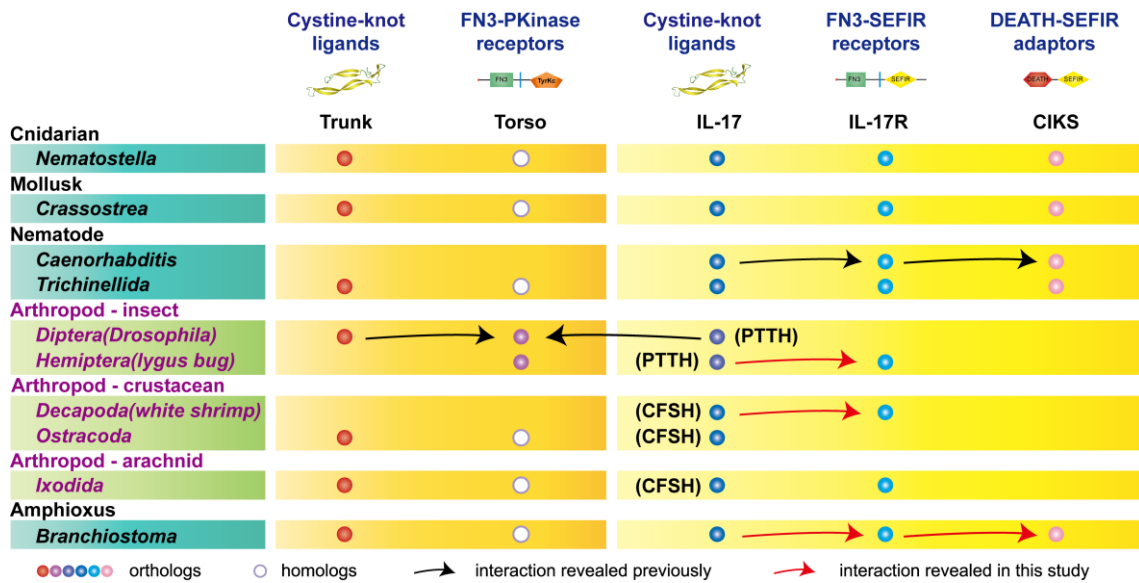 Cystine-knot ligands
FN3-PKinase receptors
Cystine-knot ligands
FN3-SEFIR receptors
DEATH-SEFIR adaptors
FN3
TyrKc
FN3
SEFIR
DEATH
SEFIR
Trunk
Torso
IL-17
IL-17R
CIKS
Cnidarian
Nematostella
Mollusk
Crassostrea
Nematode
Caenorhabditis
Trichinellida
Arthropod - insect
Diptera(Drosophila)
(PTTH)
Hemiptera(lygus bug)
(PTTH)
Arthropod - crustacean
Decapoda(white shrimp)
(CFSH)
Ostracoda
(CFSH)
Arthropod - arachnid
Ixodida
(CFSH)
Amphioxus
Branchiostoma
orthologs
homologs
interaction revealed previously
interaction revealed in this study